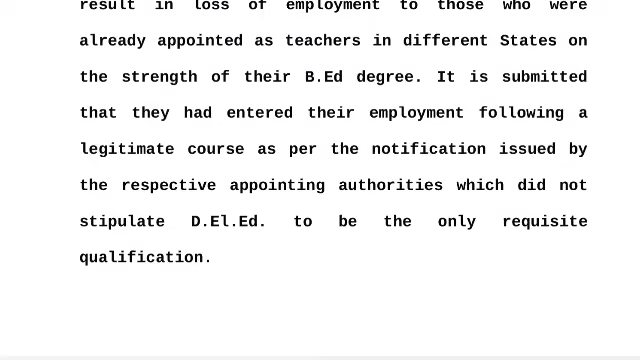 result in loss of employment to those who were
already appointed as teachers in different States on
the strength of their B.Ed degree. It is submitted
that they had entered their employment following a
legitimate course as per the notification issued by
the respective appointing authorities which did not
stipulate D.El.Ed. to be the only requisite
qualification.